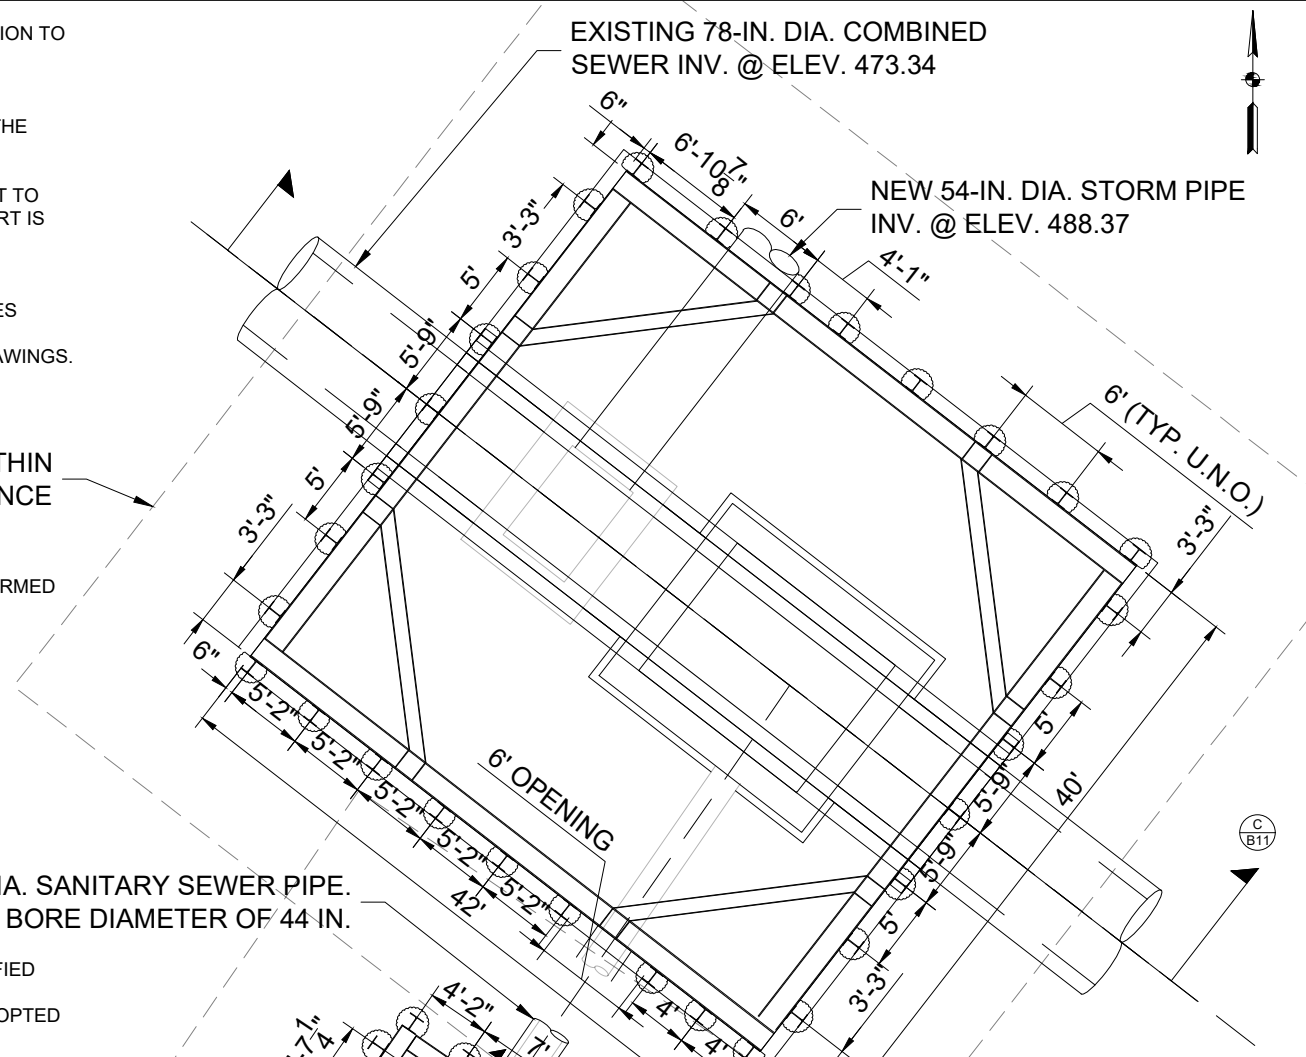 ION TO
THE
T TO
RT IS
ES
AWINGS.
THIN
NCE
ORMED
IA. SANITARY SEWER PIPE.
BORE DIAMETER OF 44 IN.
FIED
OPTED
EXISTING 78-IN. DIA. COMBINED
SEWER INV. @ ELEV. 473.34
NEW 54-IN. DIA. STORM PIPE
INV. @ ELEV. 488.37
6"
6'-10 7/8"
6'
4'-1"
6' (TYP. U.N.O.)
3'-3"
3'-3"
5'
5'-9"
5'-9"
5'
3'-3"
6"
5'-2"
5'-2"
5'-2"
5'-2"
5'-2"
42'
6' OPENING
5'
5'-9"
40'
5'-9"
5'
3'-3"
4'
4'
C
B11
4'-2"
7'